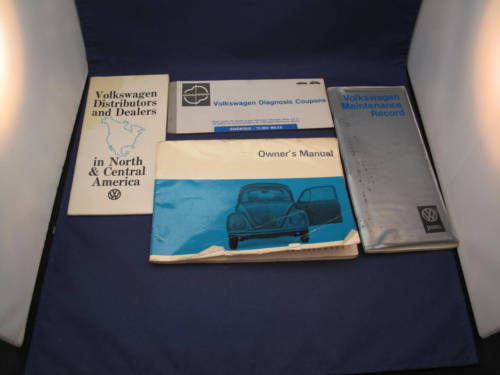 Volkswagen
Distributors
and Dealers
in North
& Central
America
Volkswagen Diagnosis Coupons
Owner's Manual
Volkswagen
Maintenance
Record